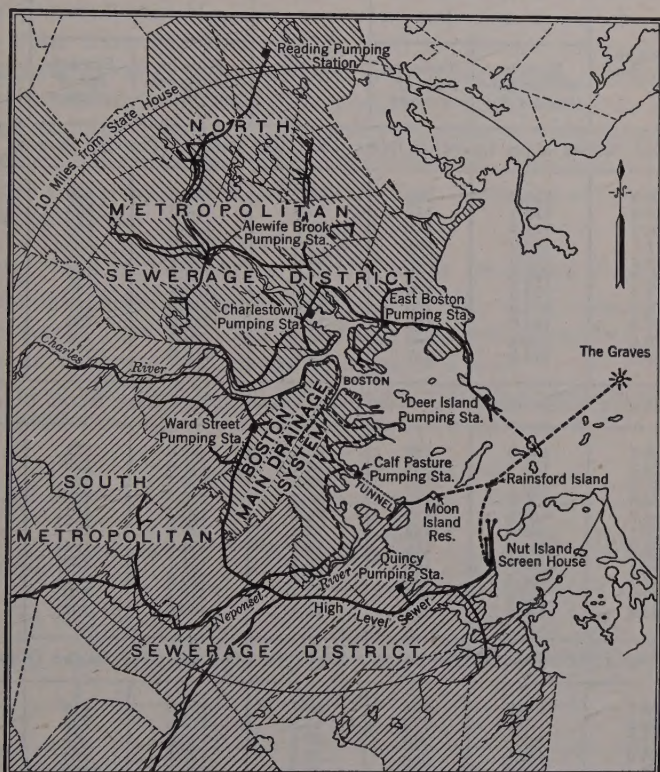 Reading Pumping
Station
10 Miles from State House
NORTH
METROPOLITAN
Alewife Brook
Pumping Sta.
SEWERAGE DISTRICT
Charlestown
Pumping Sta.
East Boston
Pumping Sta.
The Graves
Charles River
BOSTON
Deer Island
Pumping Sta.
Ward Street
Pumping Sta.
BOSTON
MAIN DRAINAGE
SYSTEM
Calf Pasture
Pumping Sta.
TUNNEL
SOUTH
Rainsford Island
Moon
Island
Res.
METROPOLITAN
Nut Island
Screen House
Quincy
Pumping Sta.
Neponset River
High Level Sewer
SEWERAGE DISTRICT
N